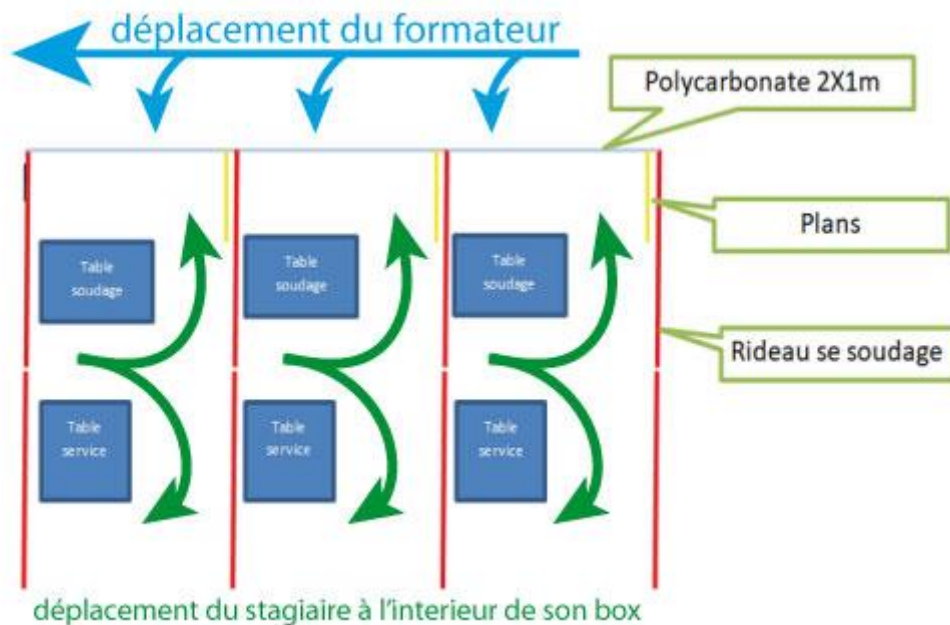 déplacement du formateur
Polycarbonate 2X1m
Plans
Table
soudage
Table
soudage
Table
soudage
Rideau se soudage
Table
service
Table
service
Table
service
déplacement du stagiaire à l'interieur de son box